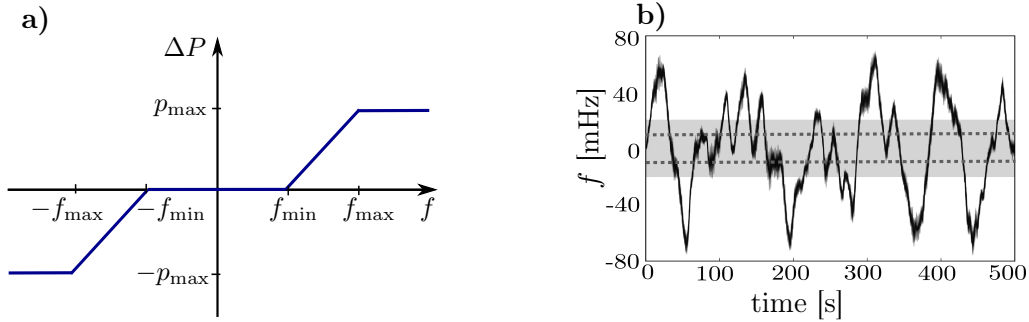 a)
ΔP
p_max
−f_max
−f_min
f_min
f_max
f
−p_max
b)
80
40
0
-40
-80
f [mHz]
0 100 200 300 400 500
time [s]